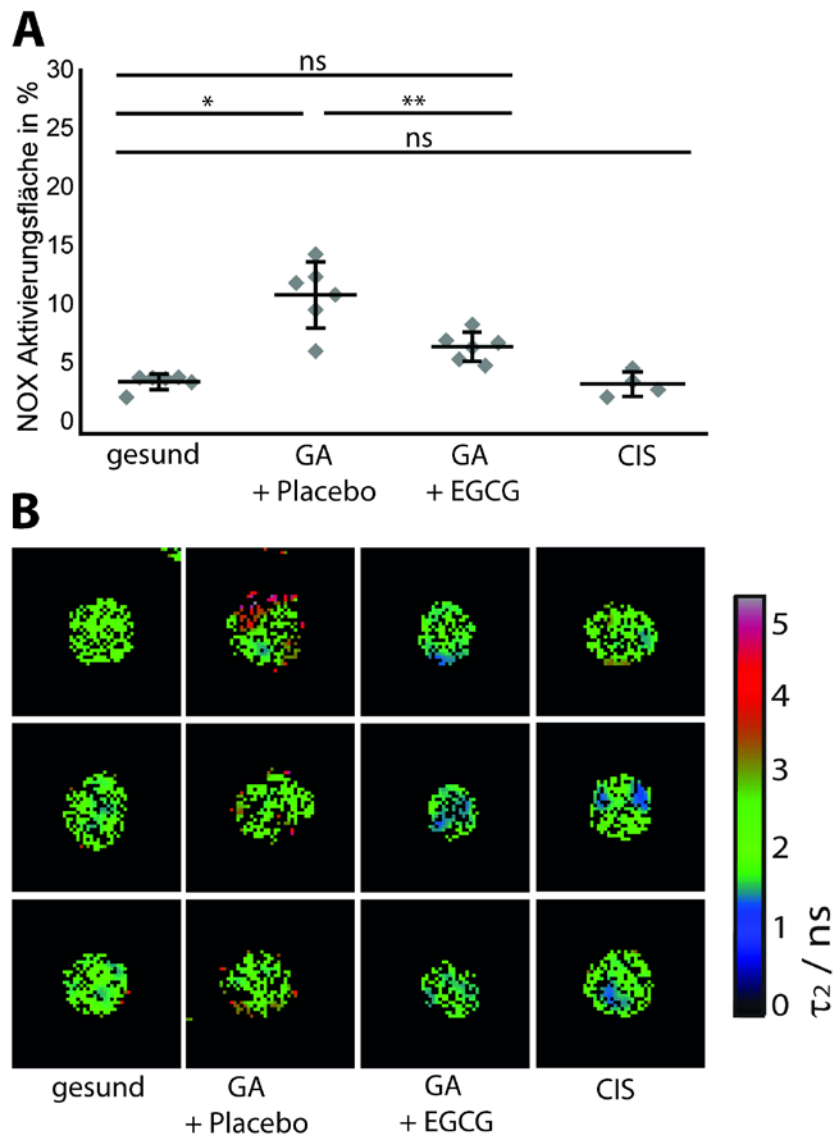 A
NOX Aktivierungsfläche in %
30
25
20
15
10
5
0
ns
*
**
ns
gesund
GA
+ Placebo
GA
+ EGCG
CIS
B
5
4
3
2
1
0
τ2 / ns
gesund
GA
+ Placebo
GA
+ EGCG
CIS